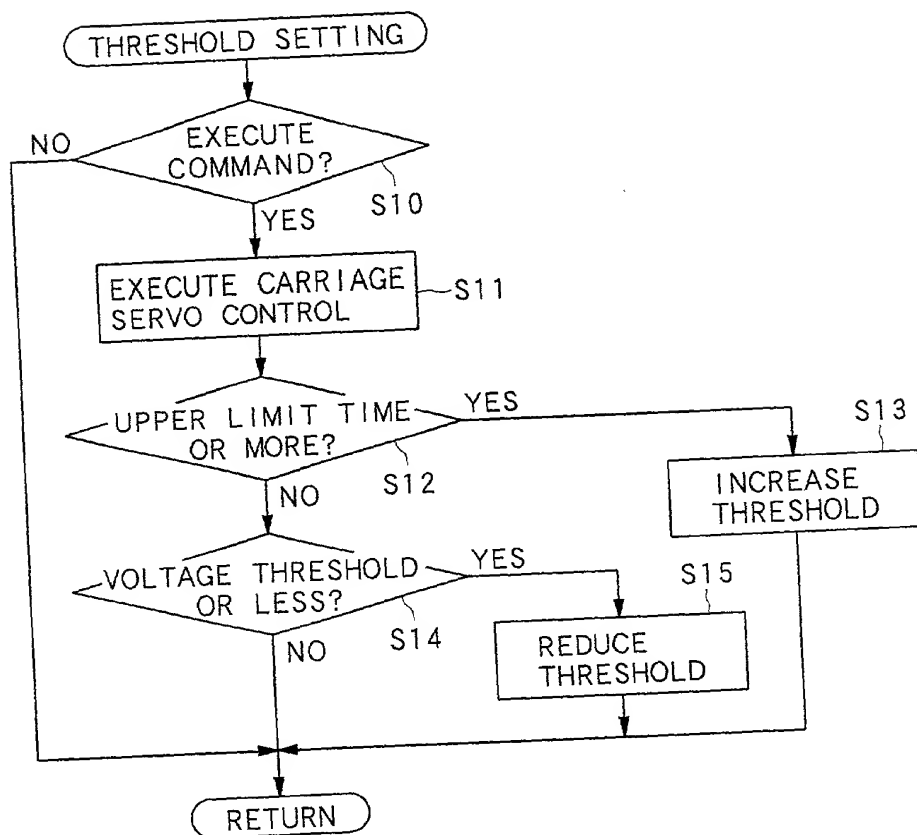 THRESHOLD SETTING
NO
EXECUTE
COMMAND?
S10
YES
EXECUTE CARRIAGE
SERVO CONTROL
S11
UPPER LIMIT TIME
OR MORE?
YES
S12
S13
INCREASE
THRESHOLD
NO
VOLTAGE THRESHOLD
OR LESS?
YES
S14
S15
REDUCE
THRESHOLD
NO
RETURN